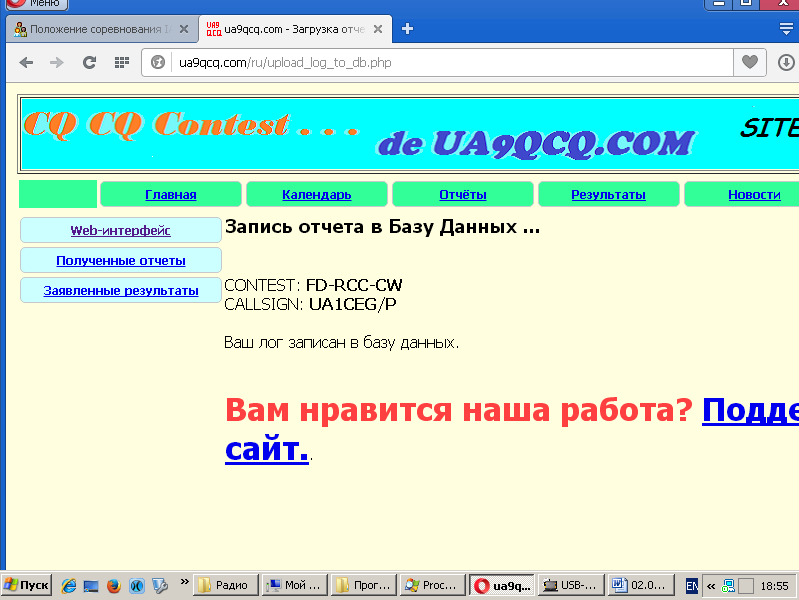 Меню
Положение соревнования
ua9qcq.com - Загрузка отче
ua9qcq.com/ru/upload_log_to_db.php
CQ CQ Contest . . .
de UA9QCQ.COM
SITE
Главная
Календарь
Отчёты
Результаты
Новости
Web-интерфейс
Полученные отчеты
Заявленные результаты
Запись отчета в Базу Данных ...
CONTEST: FD-RCC-CW
CALLSIGN: UA1CEG/P
Ваш лог записан в базу данных.
Вам нравится наша работа? Подде
сайт..
Пуск
»
Радио
Мой ...
Прог...
Proc...
ua9q...
USB-...
02.0...
EN
«
18:55